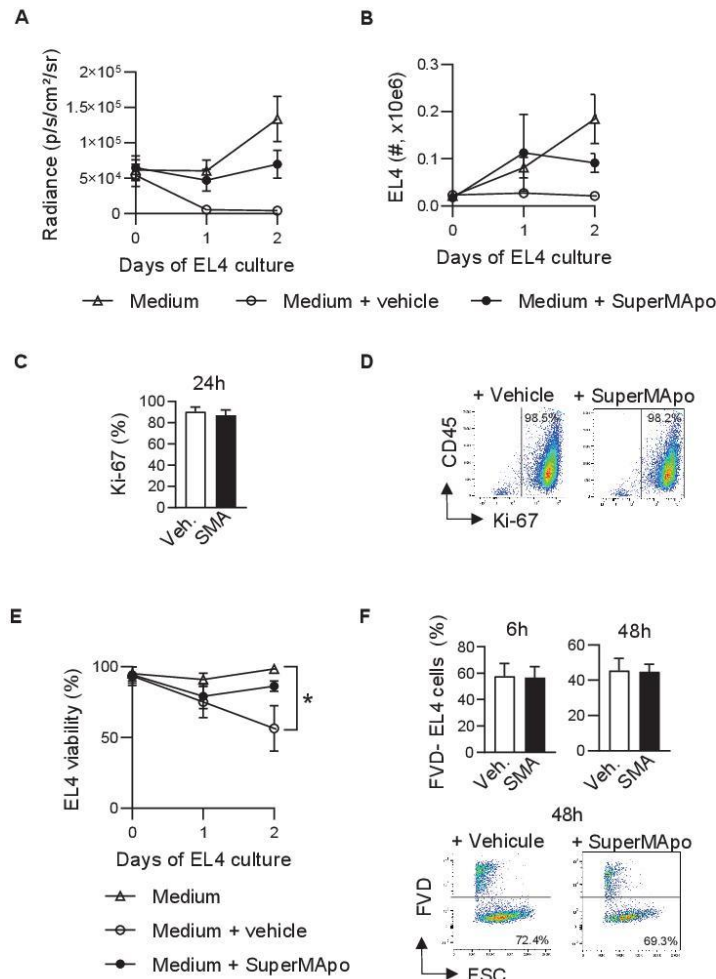 A
B
Radiance (p/s/cm²/sr)
2×10⁵
1.5×10⁵
1×10⁵
5×10⁴
0
0 1 2
Days of EL4 culture
EL4 (#, x10e6)
0.3
0.2
0.1
0.0
0 1 2
Days of EL4 culture
Medium
Medium + vehicle
Medium + SuperMApo
C
24h
Ki-67 (%)
100
80
60
40
20
0
Veh.
SMA
D
+ Vehicle
+ SuperMApo
98.5%
98.2%
CD45
Ki-67
E
EL4 viability (%)
100
50
0
0 1 2
*
Days of EL4 culture
Medium
Medium + vehicle
Medium + SuperMApo
F
FVD- EL4 cells (%)
6h
80
60
40
20
0
Veh.
SMA
48h
60
40
20
0
Veh.
SMA
48h
+ Vehicule
+ SuperMApo
FVD
72.4%
69.3%
FSC